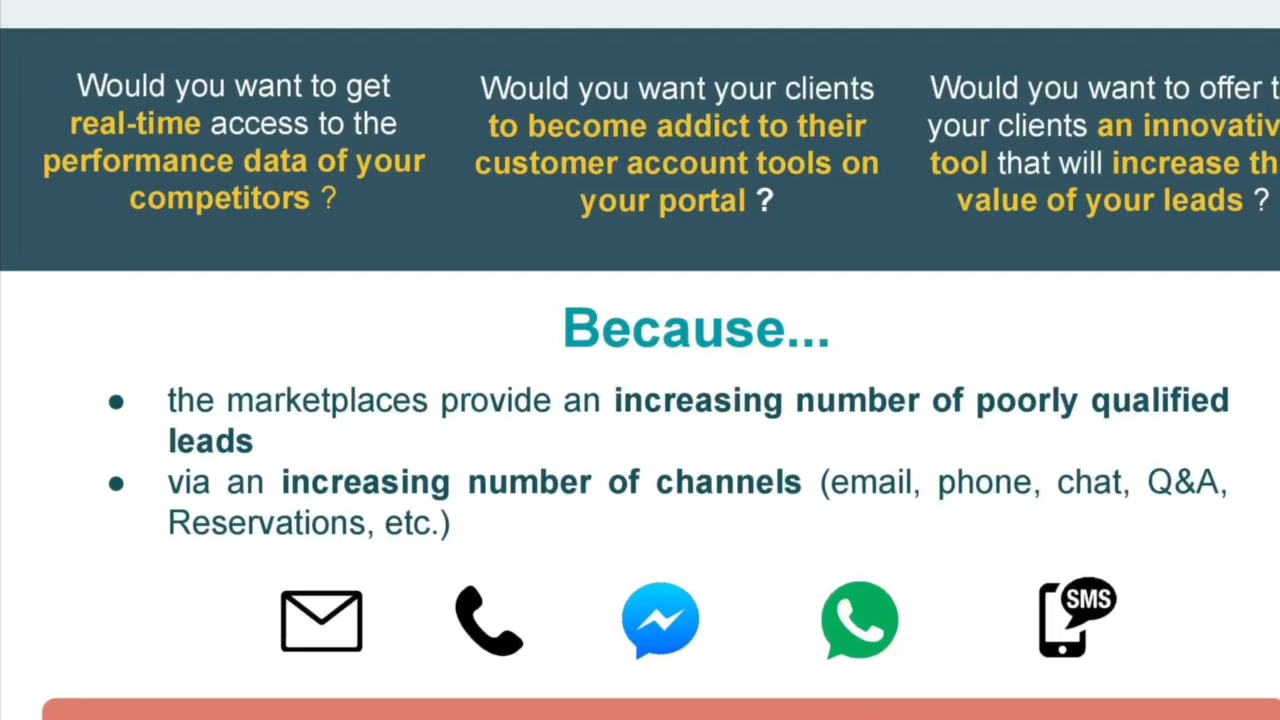 Would you want to get
real-time access to the
performance data of your
competitors ?
Would you want your clients
to become addict to their
customer account tools on
your portal ?
Would you want to offer
your clients an
tool that will increase
value of your leads ?
Because...
● the marketplaces provide an increasing number of poorly qualified
leads
● via an increasing number of channels (email, phone, chat, Q&A,
Reservations, etc.)
SMS